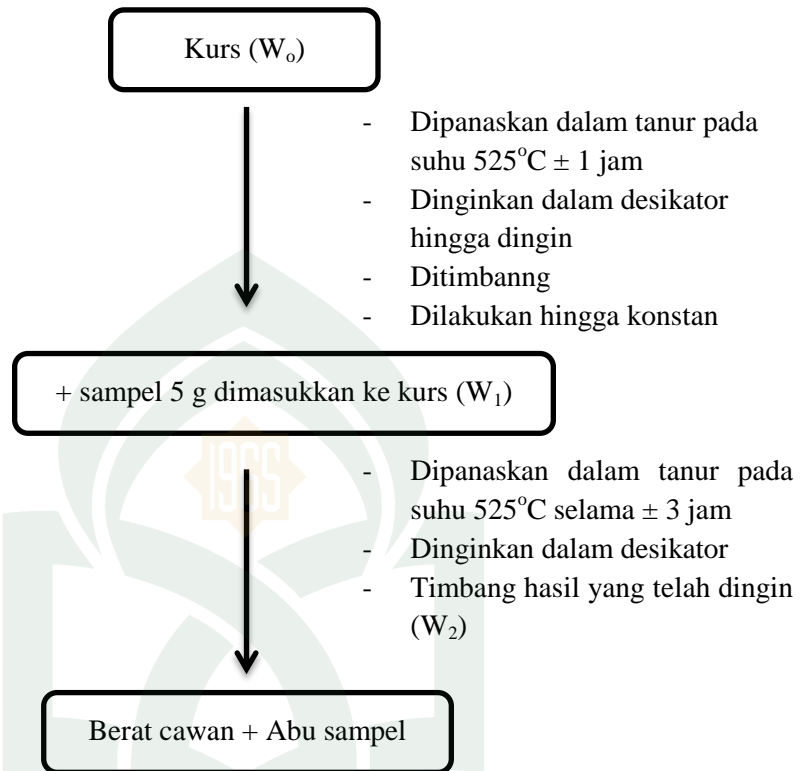 Kurs (Wₒ)
- Dipanaskan dalam tanur pada
suhu 525°C ± 1 jam
- Dinginkan dalam desikator
hingga dingin
- Ditimbanng
- Dilakukan hingga konstan
+ sampel 5 g dimasukkan ke kurs (W₁)
1965
- Dipanaskan dalam tanur pada
suhu 525°C selama ± 3 jam
- Dinginkan dalam desikator
- Timbang hasil yang telah dingin
(W₂)
Berat cawan + Abu sampel